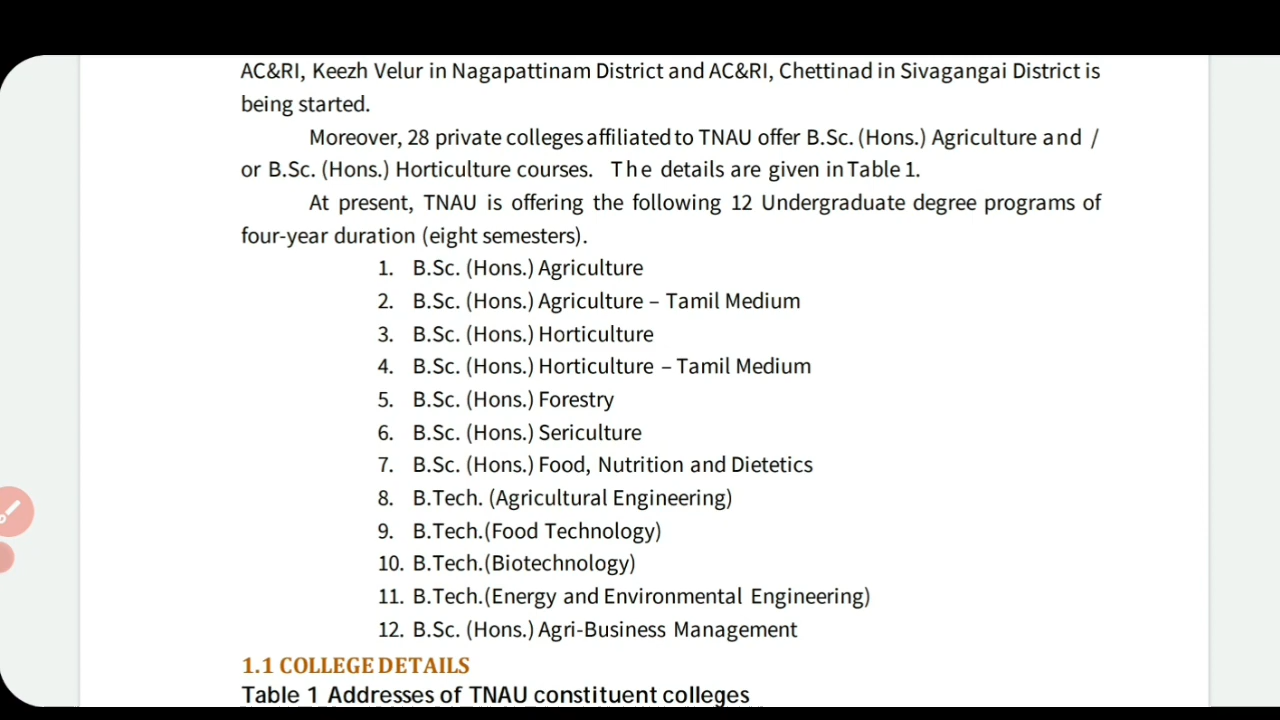 AC&RI, Keezh Velur in Nagapattinam District and AC&RI, Chettinad in Sivagangai District is
being started.
Moreover, 28 private colleges affiliated to TNAU offer B.Sc. (Hons.) Agriculture and /
or B.Sc. (Hons.) Horticulture courses. The details are given in Table 1.
At present, TNAU is offering the following 12 Undergraduate degree programs of
four-year duration (eight semesters).
1. B.Sc. (Hons.) Agriculture
2. B.Sc. (Hons.) Agriculture – Tamil Medium
3. B.Sc. (Hons.) Horticulture
4. B.Sc. (Hons.) Horticulture – Tamil Medium
5. B.Sc. (Hons.) Forestry
6. B.Sc. (Hons.) Sericulture
7. B.Sc. (Hons.) Food, Nutrition and Dietetics
8. B.Tech. (Agricultural Engineering)
9. B.Tech.(Food Technology)
10. B.Tech.(Biotechnology)
11. B.Tech.(Energy and Environmental Engineering)
12. B.Sc. (Hons.) Agri-Business Management
1.1 COLLEGE DETAILS
Table 1 Addresses of TNAU constituent colleges